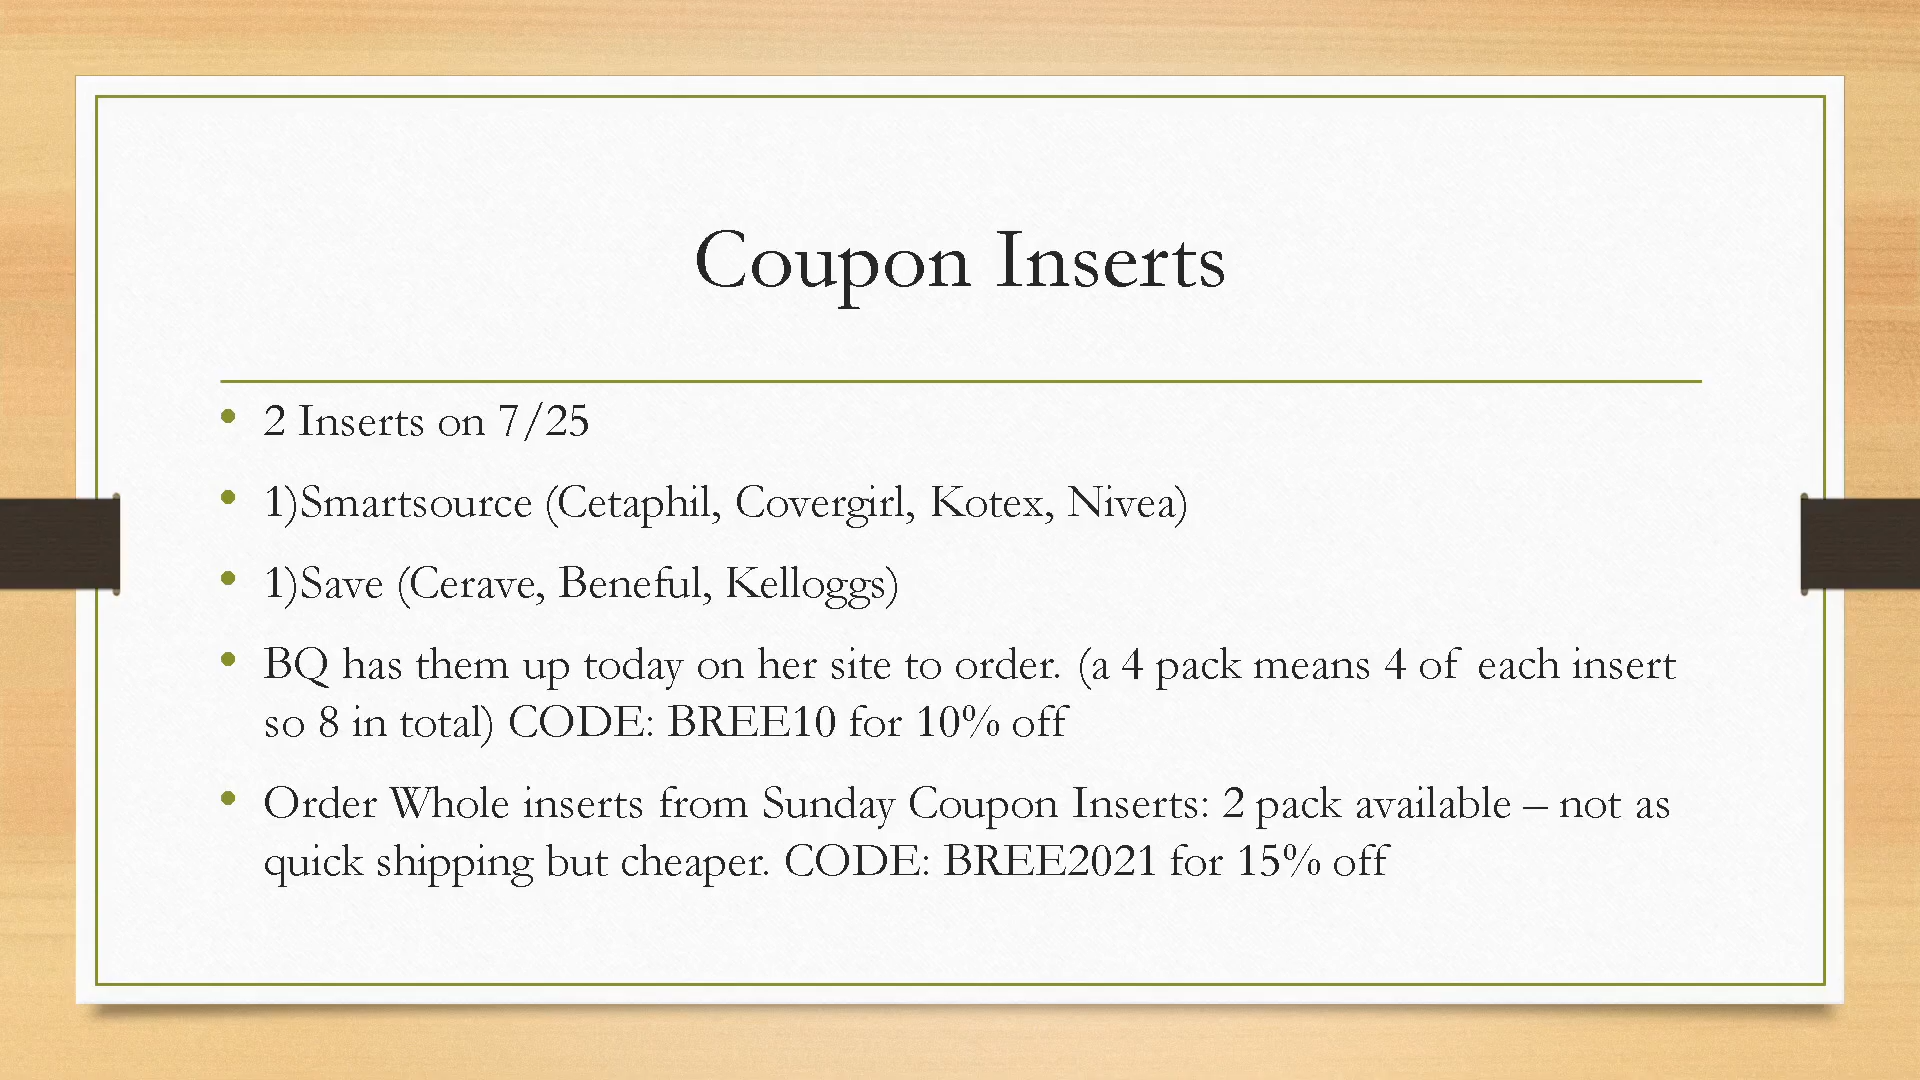 Coupon Inserts
• 2 Inserts on 7/25
• 1)Smartsource (Cetaphil, Covergirl, Kotex, Nivea)
• 1)Save (Cerave, Beneful, Kelloggs)
• BQ has them up today on her site to order. (a 4 pack means 4 of each insert
so 8 in total) CODE: BREE10 for 10% off
• Order Whole inserts from Sunday Coupon Inserts: 2 pack available – not as
quick shipping but cheaper. CODE: BREE2021 for 15% off